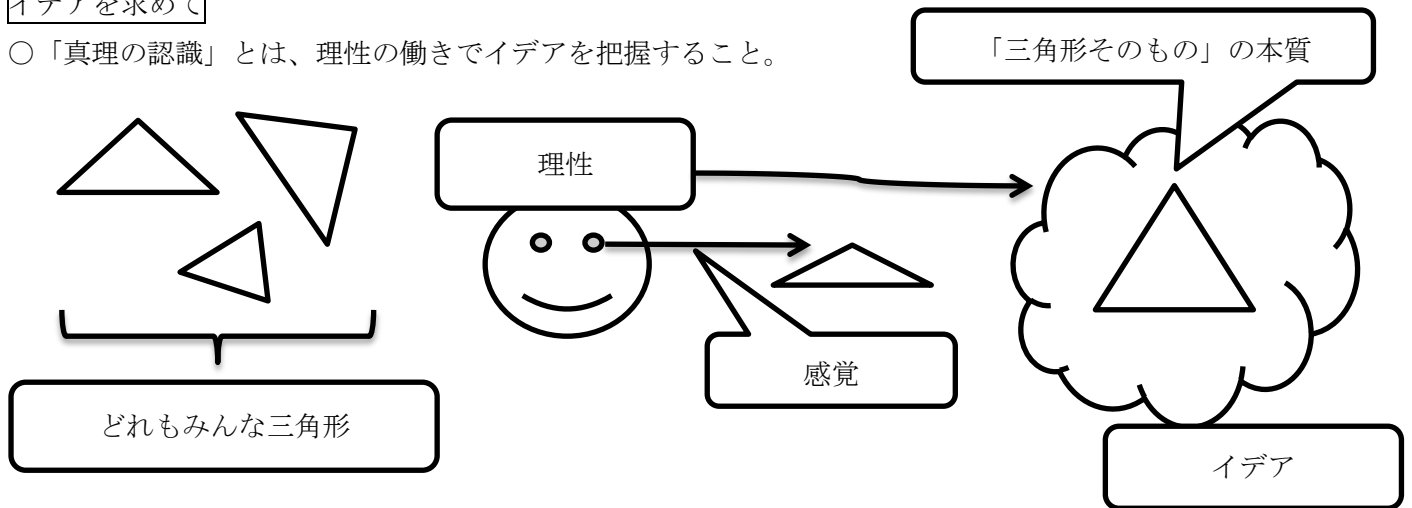 イデアを求めて
○「真理の認識」とは、理性の働きでイデアを把握すること。
「三角形そのもの」の本質
理性
感覚
どれもみんな三角形
イデア